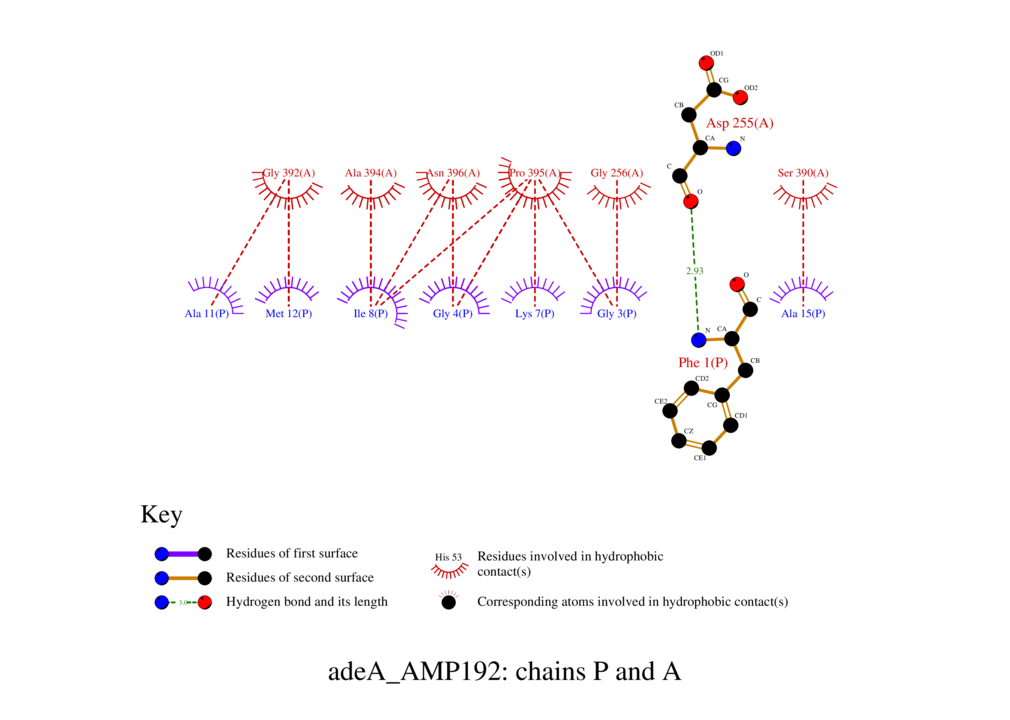 OD1
CG
OD2
CB
Asp 255(A)
CA
N
C
O
Gly 392(A) Ala 394(A) Asn 396(A) Pro 395(A) Gly 256(A) Ser 390(A)
2.93
O
C
Ala 11(P) Met 12(P) Ile 8(P) Gly 4(P) Lys 7(P) Gly 3(P) Ala 15(P)
N CA
Phe 1(P)
CB
CD2
CE2
CG
CD1
CZ
CE1
Key
Residues of first surface
Residues of second surface
3.0
Hydrogen bond and its length
His 53
Residues involved in hydrophobic
contact(s)
Corresponding atoms involved in hydrophobic contact(s)
adeA_AMP192: chains P and A